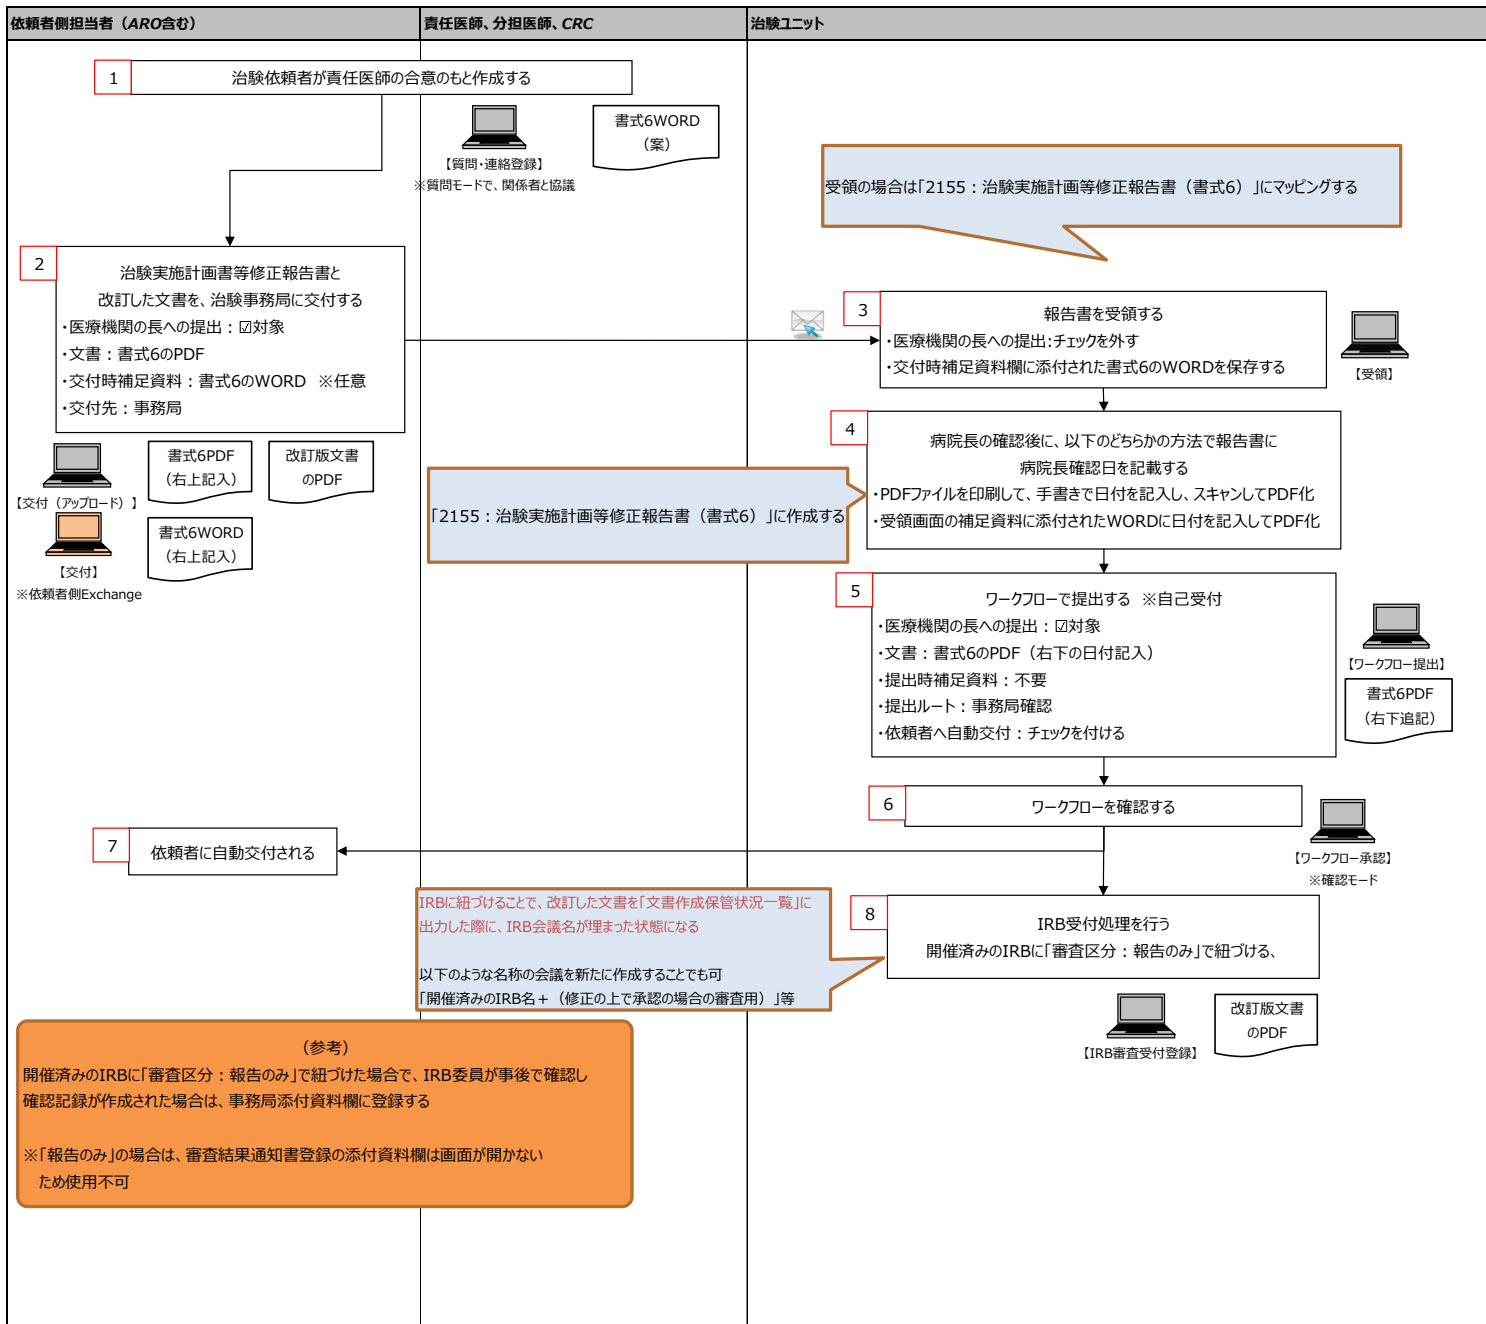 依頼者側担当者（ARO含む）
責任医師、分担医師、CRC
治験ユニット
1
治験依頼者が責任医師の合意のもと作成する
【質問・連絡登録】
※質問モードで、関係者と協議
書式6WORD
（案）
受領の場合は「2155：治験実施計画等修正報告書（書式6）」にマッピングする
2
治験実施計画書等修正報告書と
改訂した文書を、治験事務局に交付する
・医療機関の長への提出：☑対象
・文書：書式6のPDF
・交付時補足資料：書式6のWORD　※任意
・交付先：事務局
【交付（アップロード）】
書式6PDF
（右上記入）
改訂版文書
のPDF
【交付】
※依頼者側Exchange
書式6WORD
（右上記入）
3
報告書を受領する
・医療機関の長への提出:チェックを外す
・交付時補足資料欄に添付された書式6のWORDを保存する
【受領】
4
病院長の確認後に、以下のどちらかの方法で報告書に
病院長確認日を記載する
・PDFファイルを印刷して、手書きで日付を記入し、スキャンしてPDF化
・受領画面の補足資料に添付されたWORDに日付を記入してPDF化
「2155：治験実施計画等修正報告書（書式6）」に作成する
5
ワークフローで提出する　※自己受付
・医療機関の長への提出：☑対象
・文書：書式6のPDF（右下の日付記入）
・提出時補足資料：不要
・提出ルート：事務局確認
・依頼者へ自動交付：チェックを付ける
【ワークフロー提出】
書式6PDF
（右下追記）
6
ワークフローを確認する
【ワークフロー承認】
※確認モード
7
依頼者に自動交付される
8
IRB受付処理を行う
開催済みのIRBに「審査区分：報告のみ」で紐づける、
IRBに紐づけることで、改訂した文書を「文書作成保管状況一覧」に
出力した際に、IRB会議名が埋まった状態になる
以下のような名称の会議を新たに作成することでも可
「開催済みのIRB名＋（修正の上で承認の場合の審査用）」等
【IRB審査受付登録】
改訂版文書
のPDF
（参考）
開催済みのIRBに「審査区分：報告のみ」で紐づけた場合で、IRB委員が事後で確認し
確認記録が作成された場合は、事務局添付資料欄に登録する
※「報告のみ」の場合は、審査結果通知書登録の添付資料欄は画面が開かない
ため使用不可